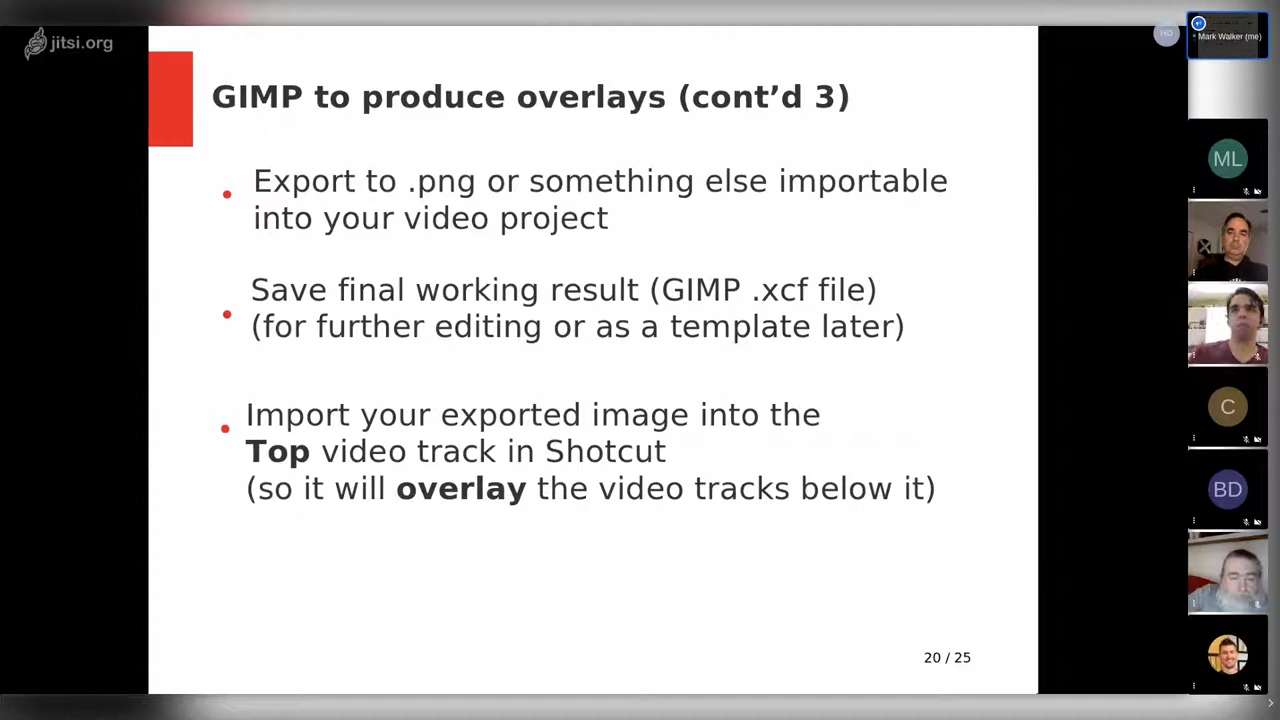 jitsi.org
HD
Mark Walker (me)
GIMP to produce overlays (cont’d 3)
Export to .png or something else importable
into your video project
Save final working result (GIMP .xcf file)
(for further editing or as a template later)
Import your exported image into the
Top video track in Shotcut
(so it will overlay the video tracks below it)
20 / 25
ML
C
BD